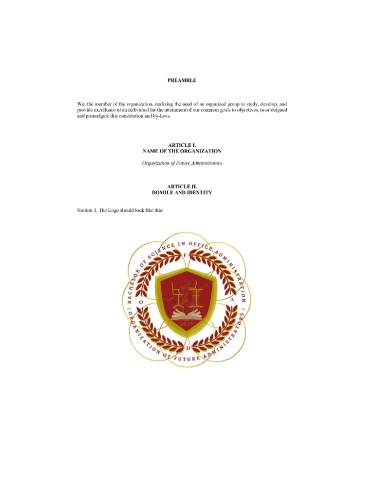 PREAMBLE
We, the member of the organization, realizing the need of an organized group to study, develop, and
provide excellence of an individual for the attainment of our common goals to objectives, to or deigned
and promulgate this constitution and by-laws.
ARTICLE I.
NAME OF THE ORGANIZATION
Organization of Future Administrators
ARTICLE II.
DOMILE AND IDENTITY
Section 1. The Logo should look like this:
BACHELOR OF SCIENCE IN OFFICE ADMINISTRATION
F
O
A
O
(ORGANIZATION OF FUTURE ADMINISTRATORS)